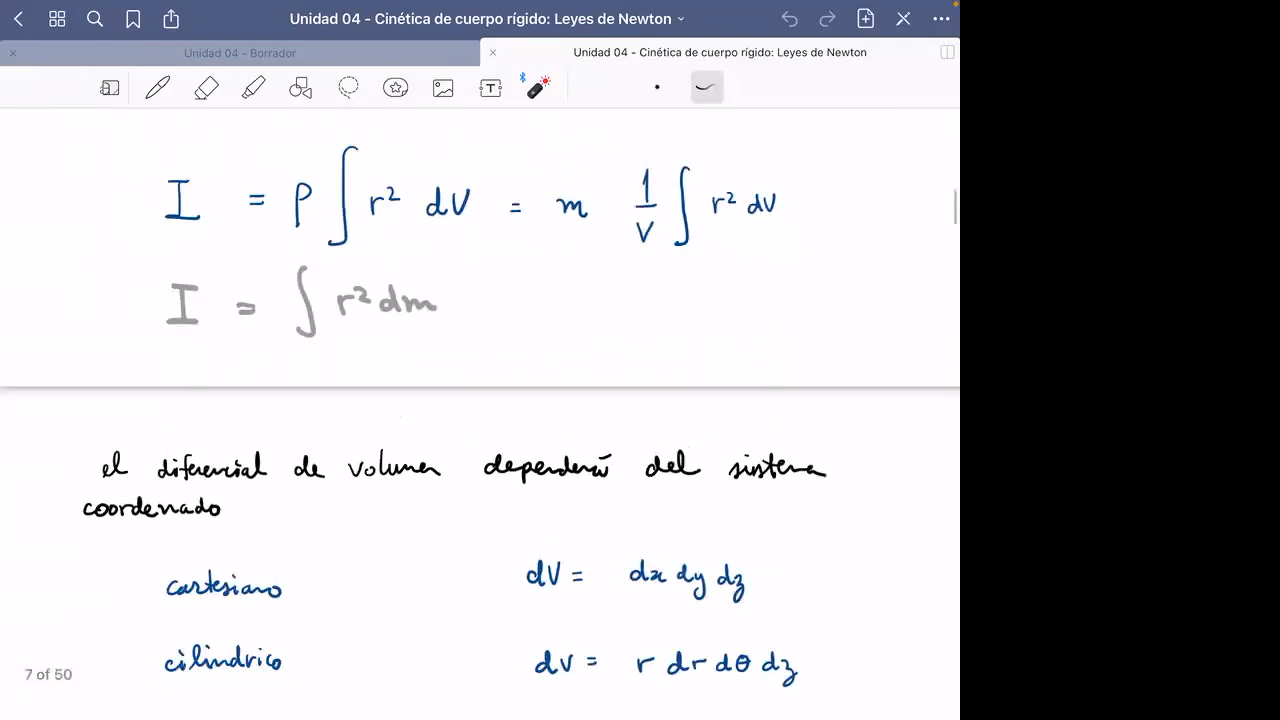 Unidad 04 - Cinética de cuerpo rígido: Leyes de Newton
Unidad 04 - Borrador
Unidad 04 - Cinética de cuerpo rígido: Leyes de Newton
I = ρ ∫ r² dV = m 1/V ∫ r² dV
I = ∫ r² dm
el diferencial de volumen dependerá del sistema
coordenado
cartesiano dV = dx dy dz
cilíndrico dV = r dr dθ dz
7 of 50